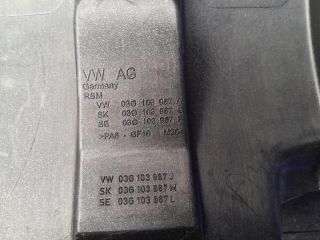 VW AG
Germany
RSM
VW 03G 103 967 A
SK 03G 103 967
SE 03G 103 967
>PA6 - GF10 M20<
VW 03G 103 967 J
SK 03G 103 967 M
SE 03G 103 967 L